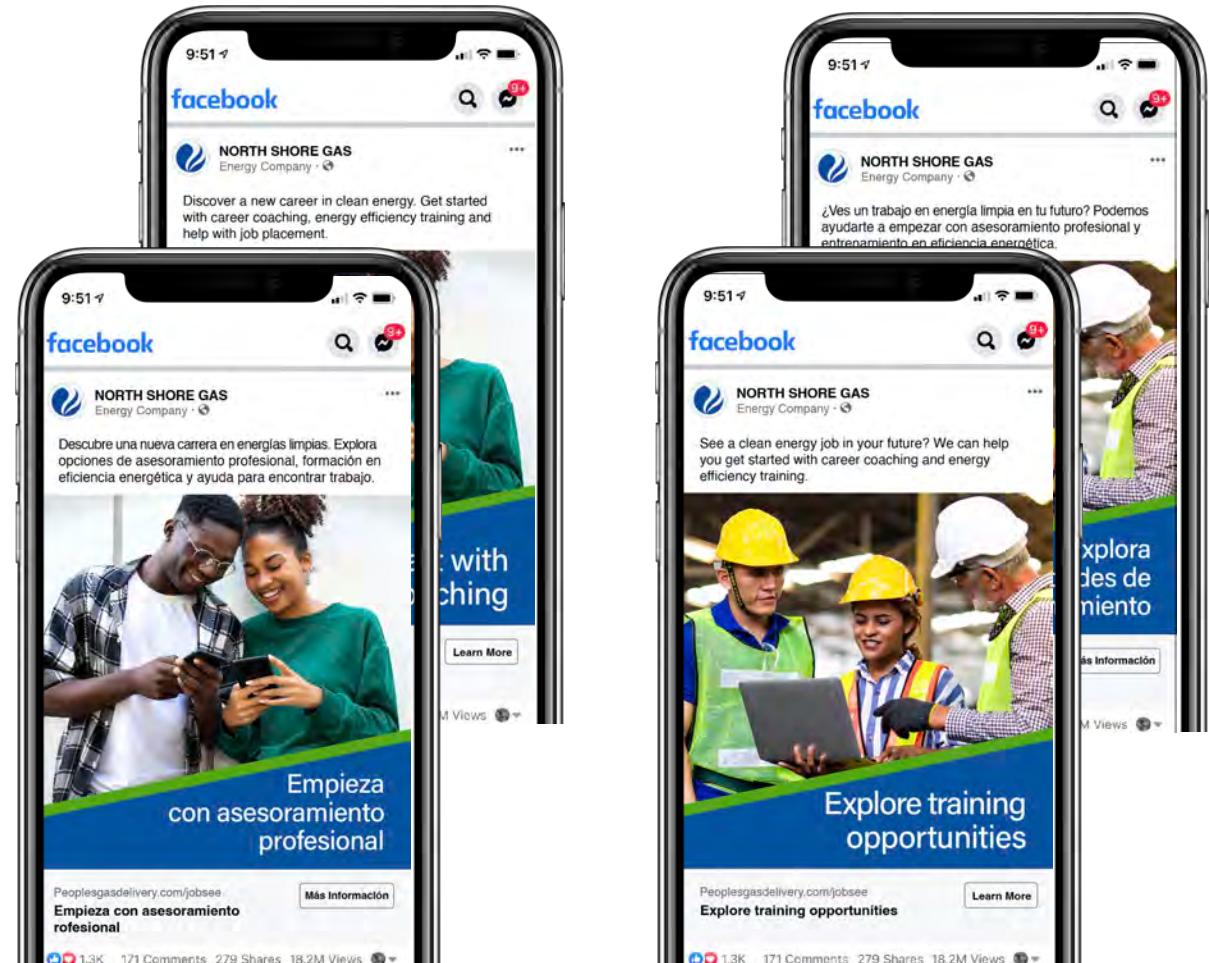 9:51
facebook
9+
NORTH SHORE GAS
Energy Company
Discover a new career in clean energy. Get started
with career coaching, energy efficiency training and
help with job placement.
with
ching
Learn More
M Views
9:51
facebook
9+
NORTH SHORE GAS
Energy Company
Descubre una nueva carrera en energías limpias. Explora
opciones de asesoramiento profesional, formación en
eficiencia energética y ayuda para encontrar trabajo.
Empieza
con asesoramiento
profesional
Peoplesgasdelivery.com/jobsee
Más Información
Empieza con asesoramiento
rofesional
1.3K 171 Comments 279 Shares 18.2M Views
9:51
facebook
9+
NORTH SHORE GAS
Energy Company
¿Ves un trabajo en energía limpia en tu futuro? Podemos
ayudarte a empezar con asesoramiento profesional y
entrenamiento en eficiencia energética.
xplora
des de
miento
ás Información
M Views
9:51
facebook
9+
NORTH SHORE GAS
Energy Company
See a clean energy job in your future? We can help
you get started with career coaching and energy
efficiency training.
Explore training
opportunities
Peoplesgasdelivery.com/jobsee
Learn More
Explore training opportunities
1.3K 171 Comments 279 Shares 18.2M Views